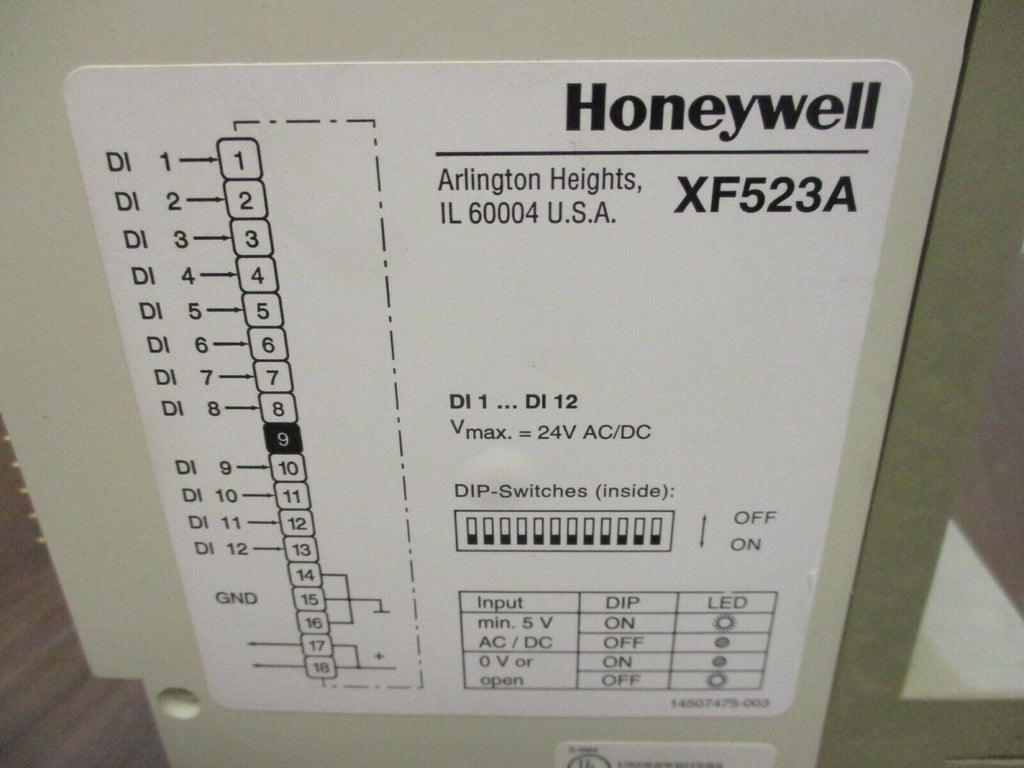 Honeywell
Arlington Heights,
IL 60004 U.S.A.
XF523A
DI 1 1
DI 2 2
DI 3 3
DI 4 4
DI 5 5
DI 6 6
DI 7 7
DI 8 8
9
DI 9 10
DI 10 11
DI 11 12
DI 12 13
14
GND 15
16
17
+
18
DI 1 ... DI 12
Vmax. = 24V AC/DC
DIP-Switches (inside):
OFF
ON
Input DIP LED
min. 5 V ON
AC / DC OFF
0 V or ON
open OFF
14507475-003
UL UNDERWRITERS